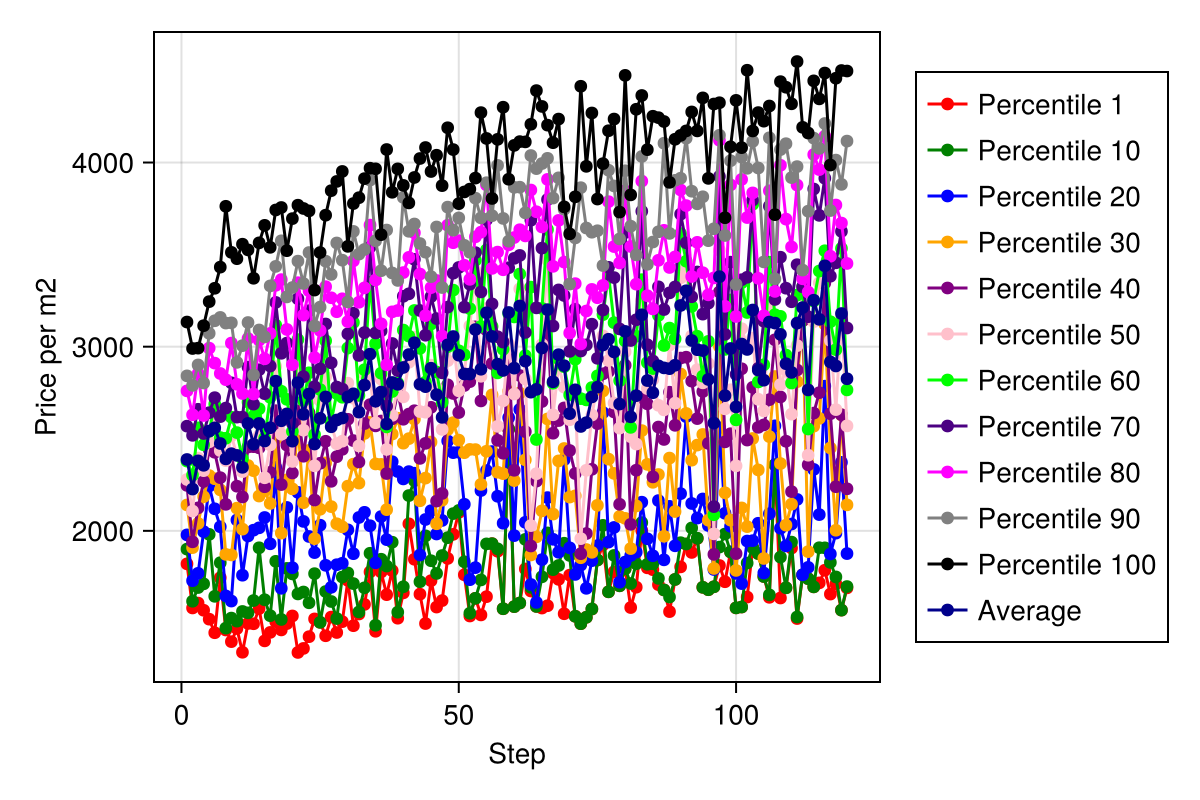 4000
3000
2000
Price per m2
0
50
100
Step
Percentile 1
Percentile 10
Percentile 20
Percentile 30
Percentile 40
Percentile 50
Percentile 60
Percentile 70
Percentile 80
Percentile 90
Percentile 100
Average